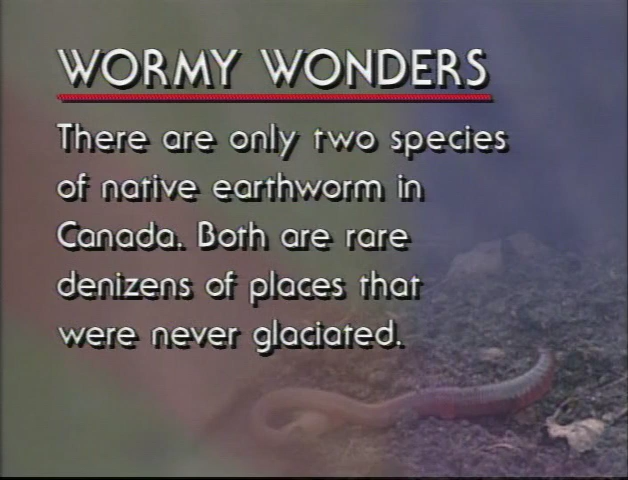 WORMY WONDERS
There are only two species
of native earthworm in
Canada. Both are rare
denizens of places that
were never glaciated.